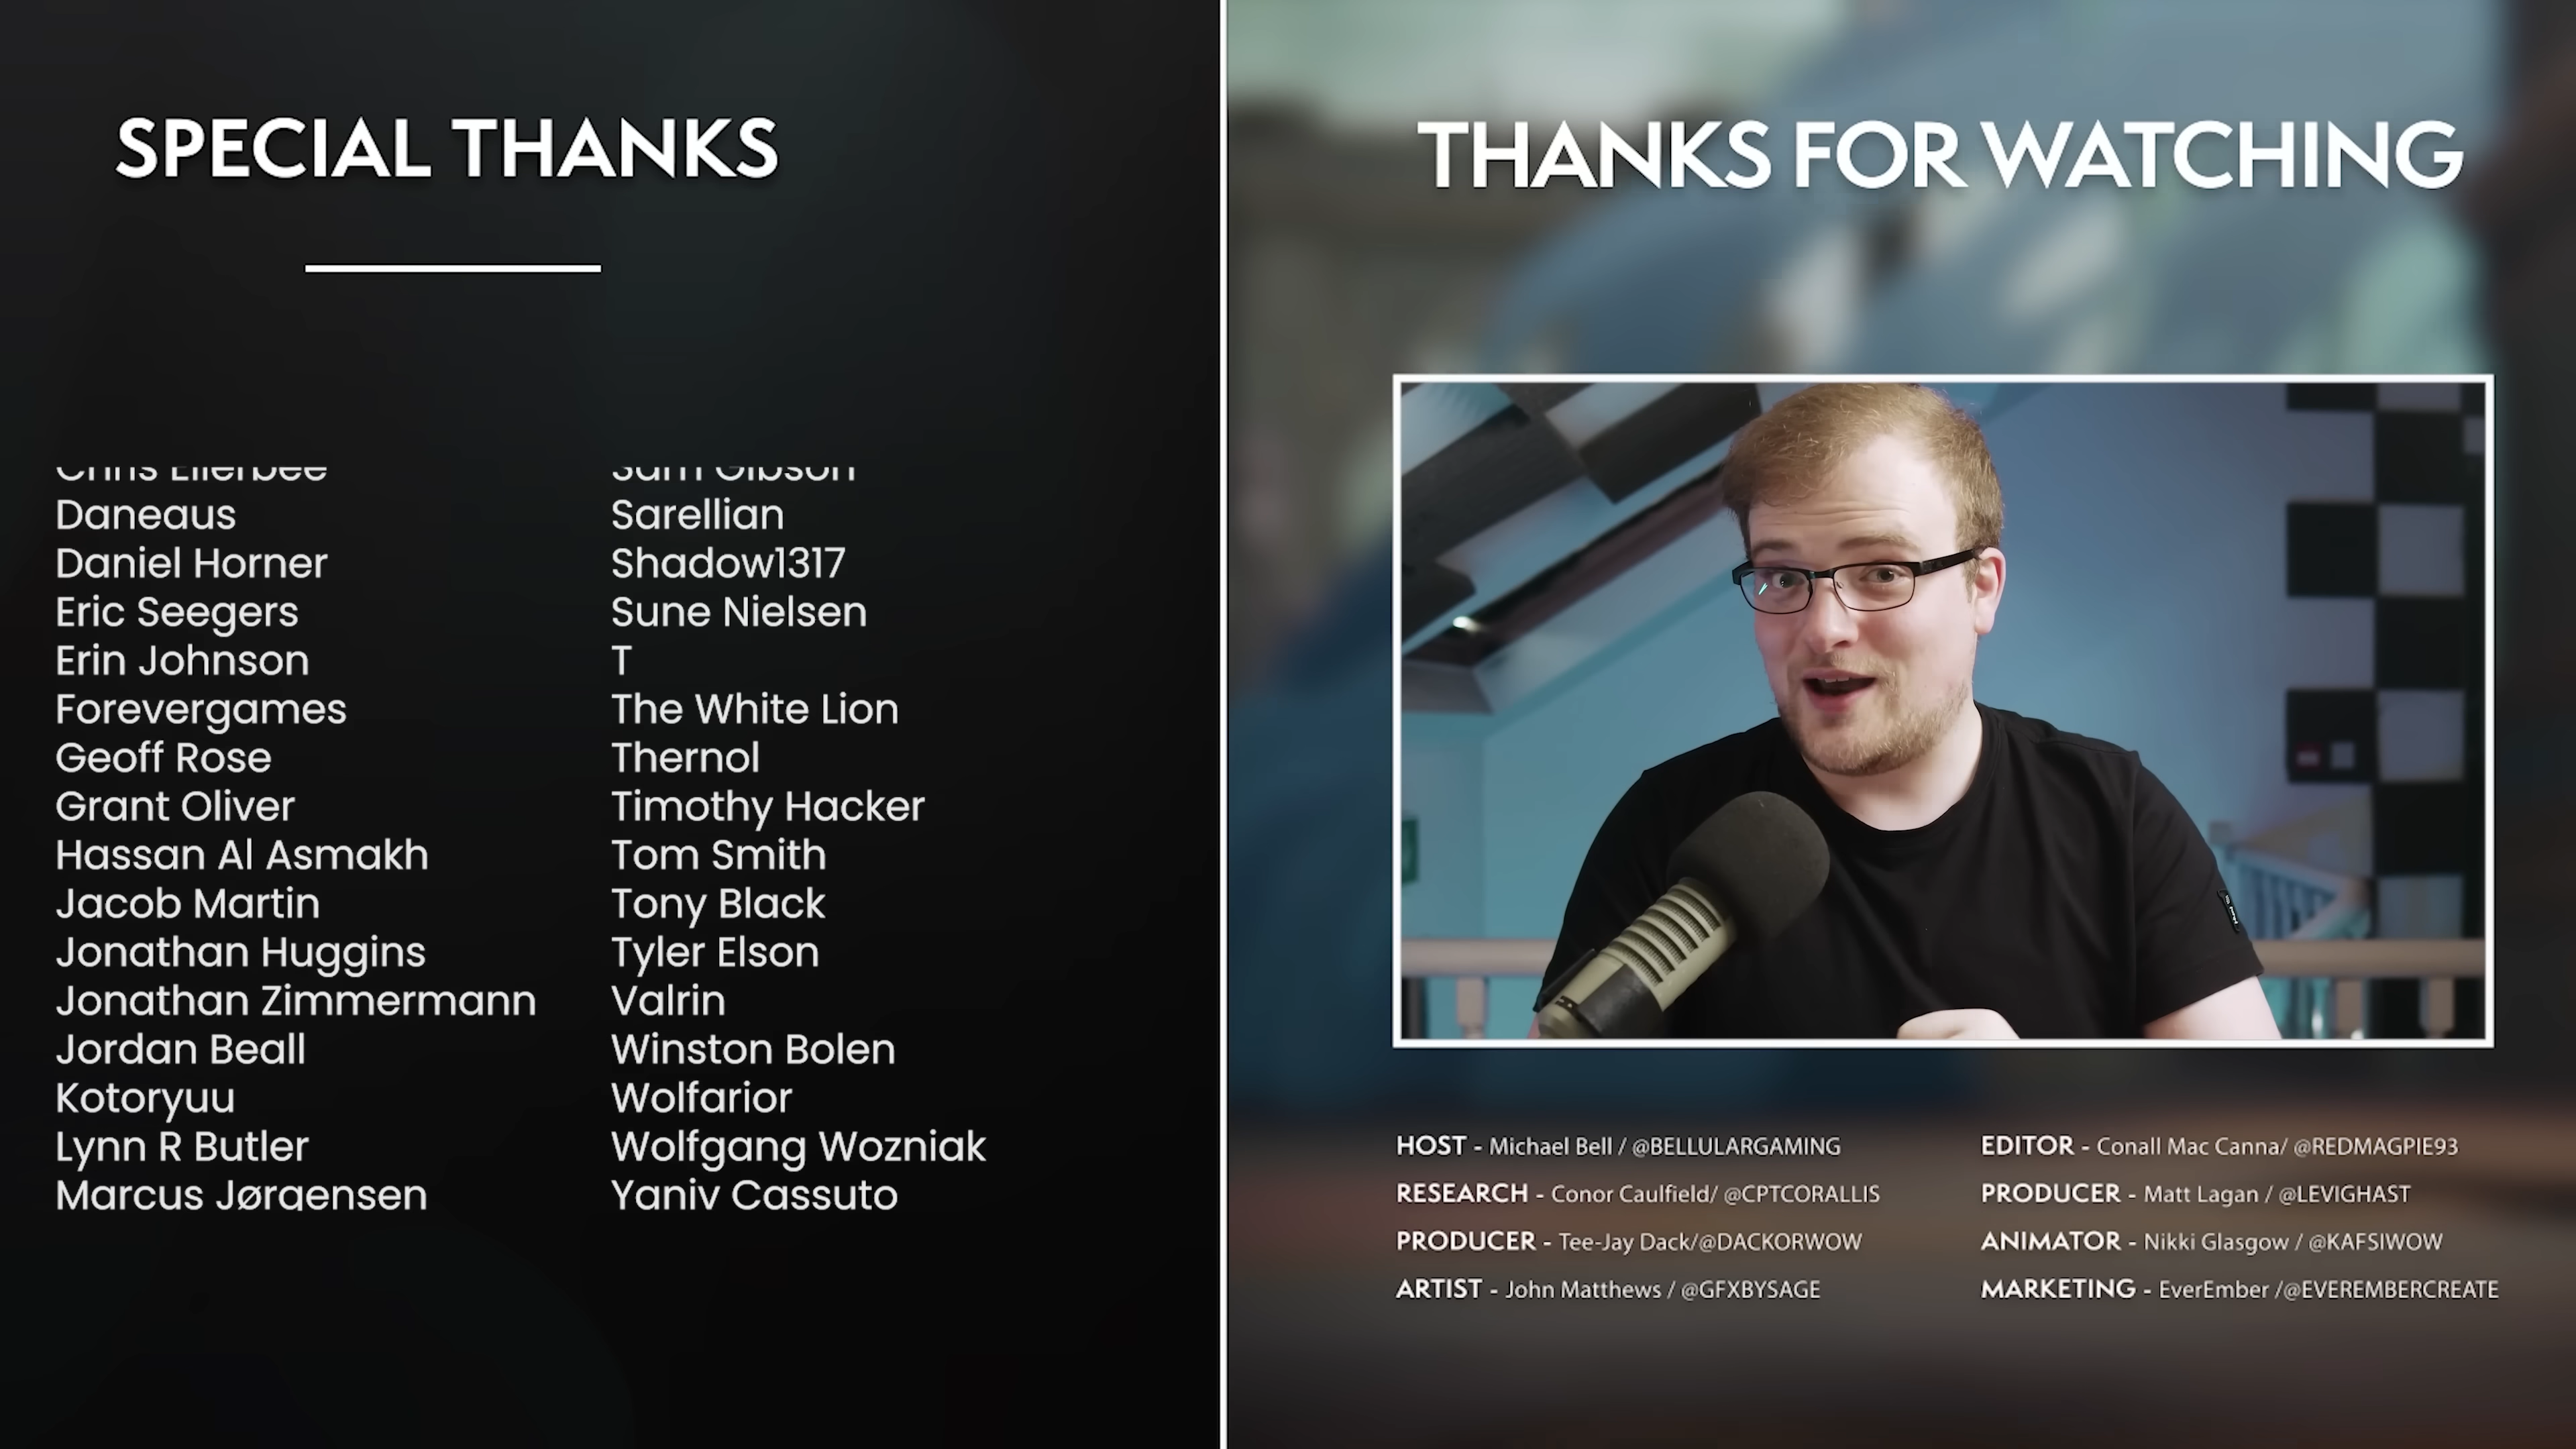 SPECIAL THANKS
Chris Ellerbee
Daneaus
Daniel Horner
Eric Seegers
Erin Johnson
Forevergames
Geoff Rose
Grant Oliver
Hassan Al Asmakh
Jacob Martin
Jonathan Huggins
Jonathan Zimmermann
Jordan Beall
Kotoryuu
Lynn R Butler
Marcus Jørgensen
Sam Gibson
Sarellian
Shadow1317
Sune Nielsen
T
The White Lion
Thernol
Timothy Hacker
Tom Smith
Tony Black
Tyler Elson
Valrin
Winston Bolen
Wolfarior
Wolfgang Wozniak
Yaniv Cassuto
THANKS FOR WATCHING
HOST - Michael Bell / @BELLULARGAMING
RESEARCH - Conor Caulfield/ @CPTCORALLIS
PRODUCER - Tee-Jay Dack/@DACKORWOW
ARTIST - John Matthews / @GFXBYSAGE
EDITOR - Conall Mac Canna/ @REDMAGPIE93
PRODUCER - Matt Lagan / @LEVIGHAST
ANIMATOR - Nikki Glasgow / @KAFSIWOW
MARKETING - EverEmber /@EVEREMBERCREATE